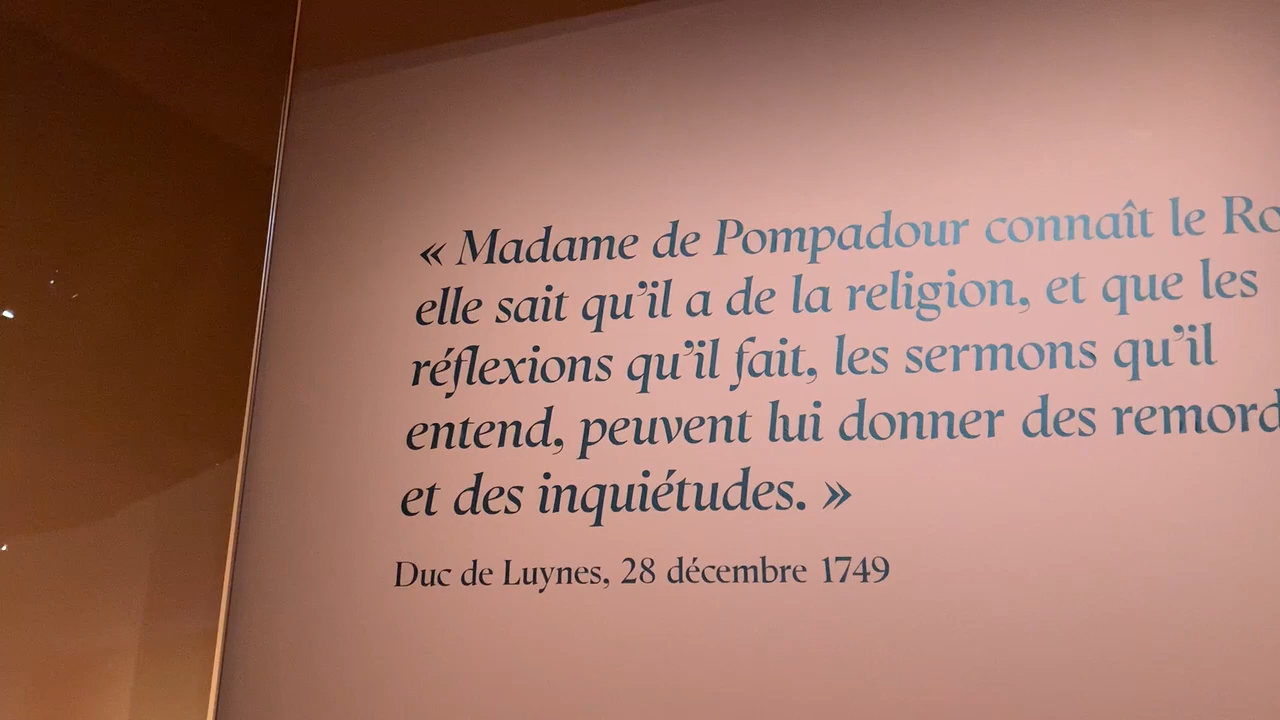 « Madame de Pompadour connaît le Ro
elle sait qu’il a de la religion, et que les
réflexions qu’il fait, les sermons qu’il
entend, peuvent lui donner des remord
et des inquiétudes. »
Duc de Luynes, 28 décembre 1749